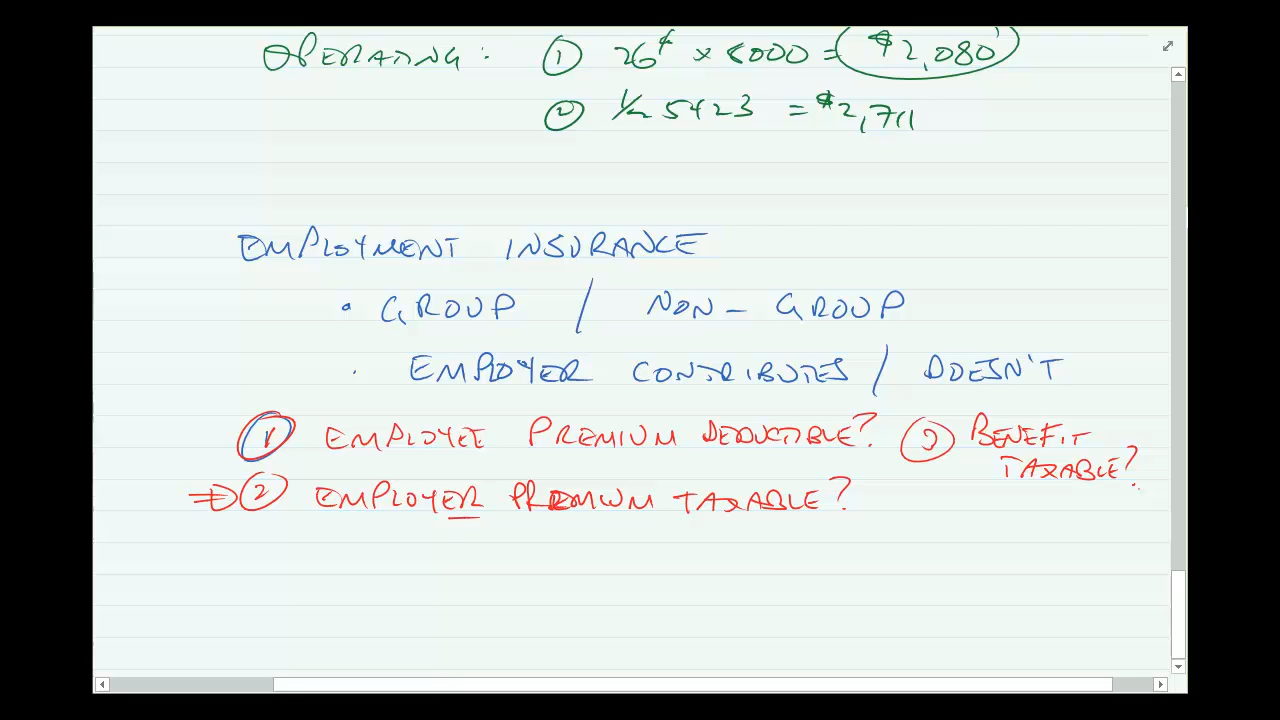 OPERATING: ① 26¢ x 8000 = $2,080
② 1/2 5423 = $2,711
EMPLOYMENT INSURANCE
• GROUP / NON-GROUP
• EMPLOYER CONTRIBUTES / DOESN'T
① EMPLOYEE PREMIUM DEDUCTIBLE? ③ BENEFIT
TAXABLE?
⇒ ② EMPLOYER PREMIUM TAXABLE?